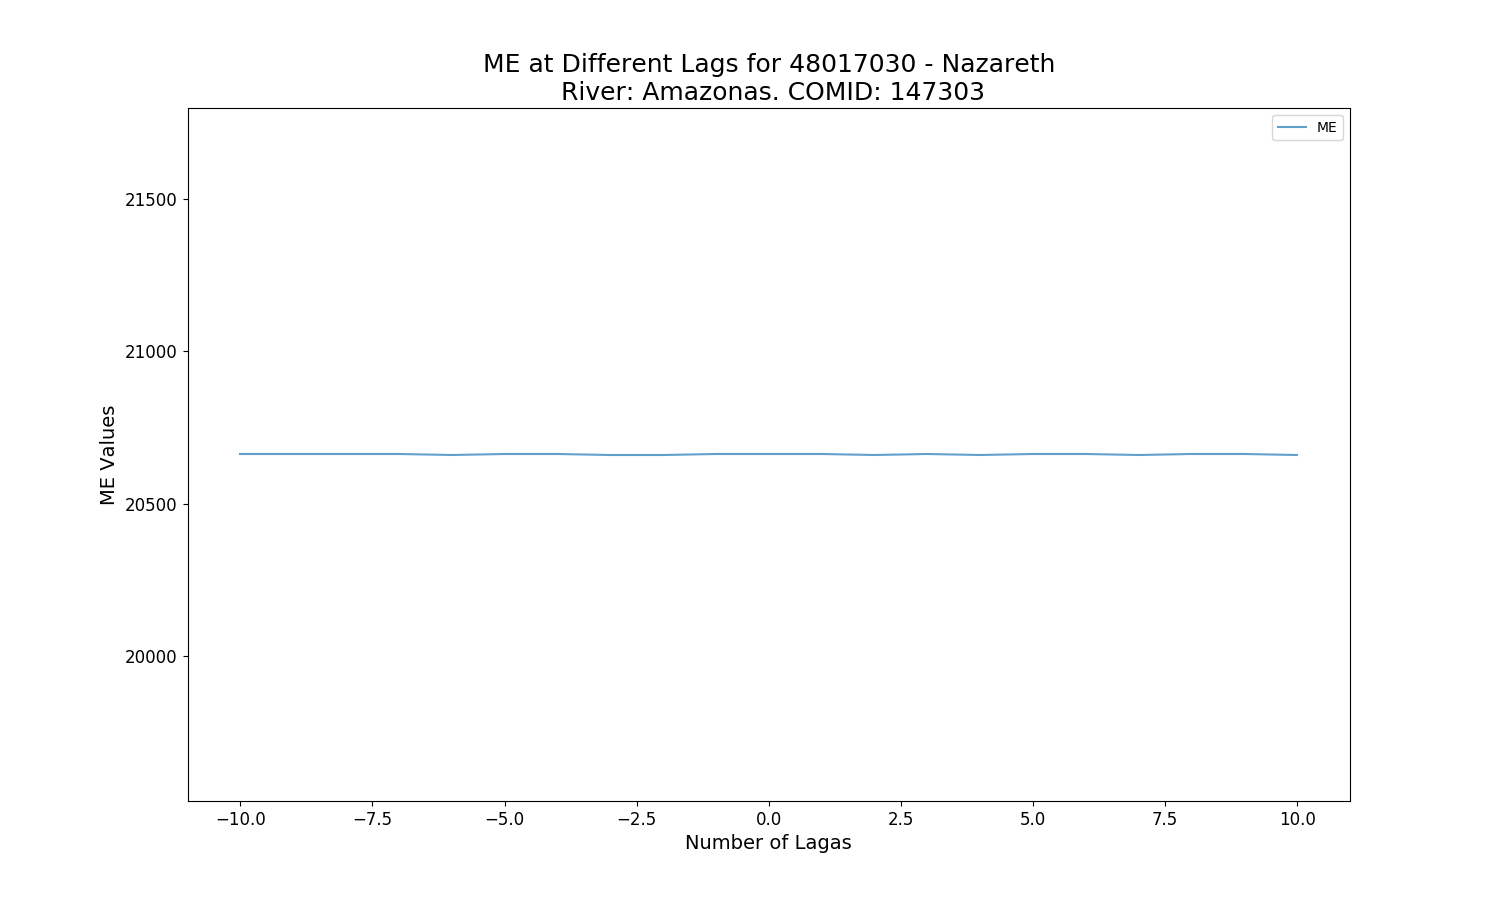 ME at Different Lags for 48017030 - Nazareth
River: Amazonas. COMID: 147303
ME
21500
21000
20500
20000
ME Values
−10.0 −7.5 −5.0 −2.5 0.0 2.5 5.0 7.5 10.0
Number of Lagas